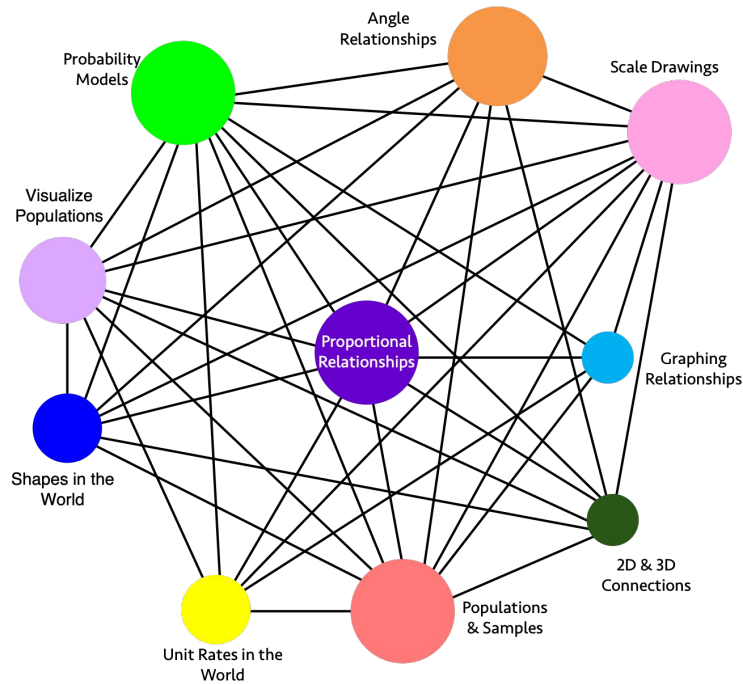 Angle
Relationships
Probability
Models
Scale Drawings
Visualize
Populations
Proportional
Relationships
Graphing
Relationships
Shapes in the
World
2D & 3D
Connections
Populations
& Samples
Unit Rates in the
World